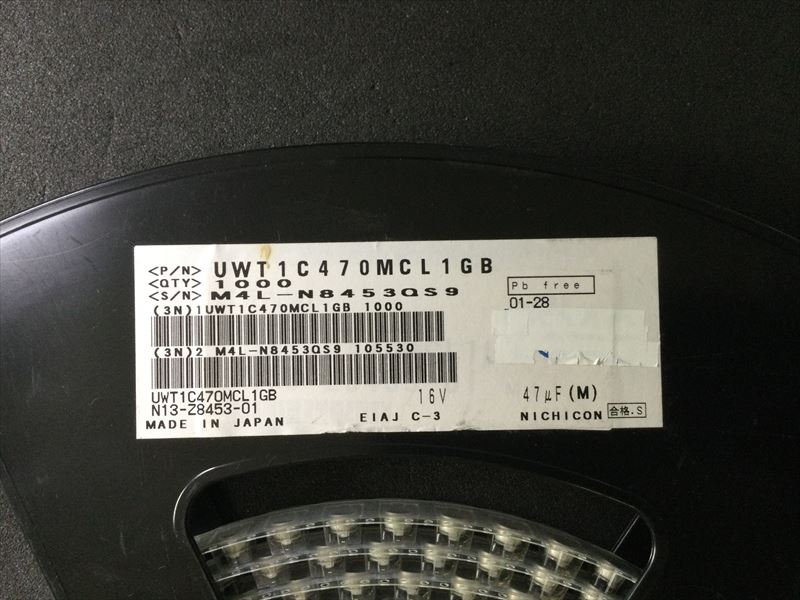 <P/N> UWT1C470MCL1GB
<QTY> 1000
<S/N> M4L-N8453QS9
Pb free
01-28
(3N)1UWT1C470MCL1GB 1000
(3N)2 M4L-N8453QS9 105530
UWT1C470MCL1GB 16V 47μF(M)
N13-Z8453-01
MADE IN JAPAN EIAJ C-3 NICHICON 合格.S